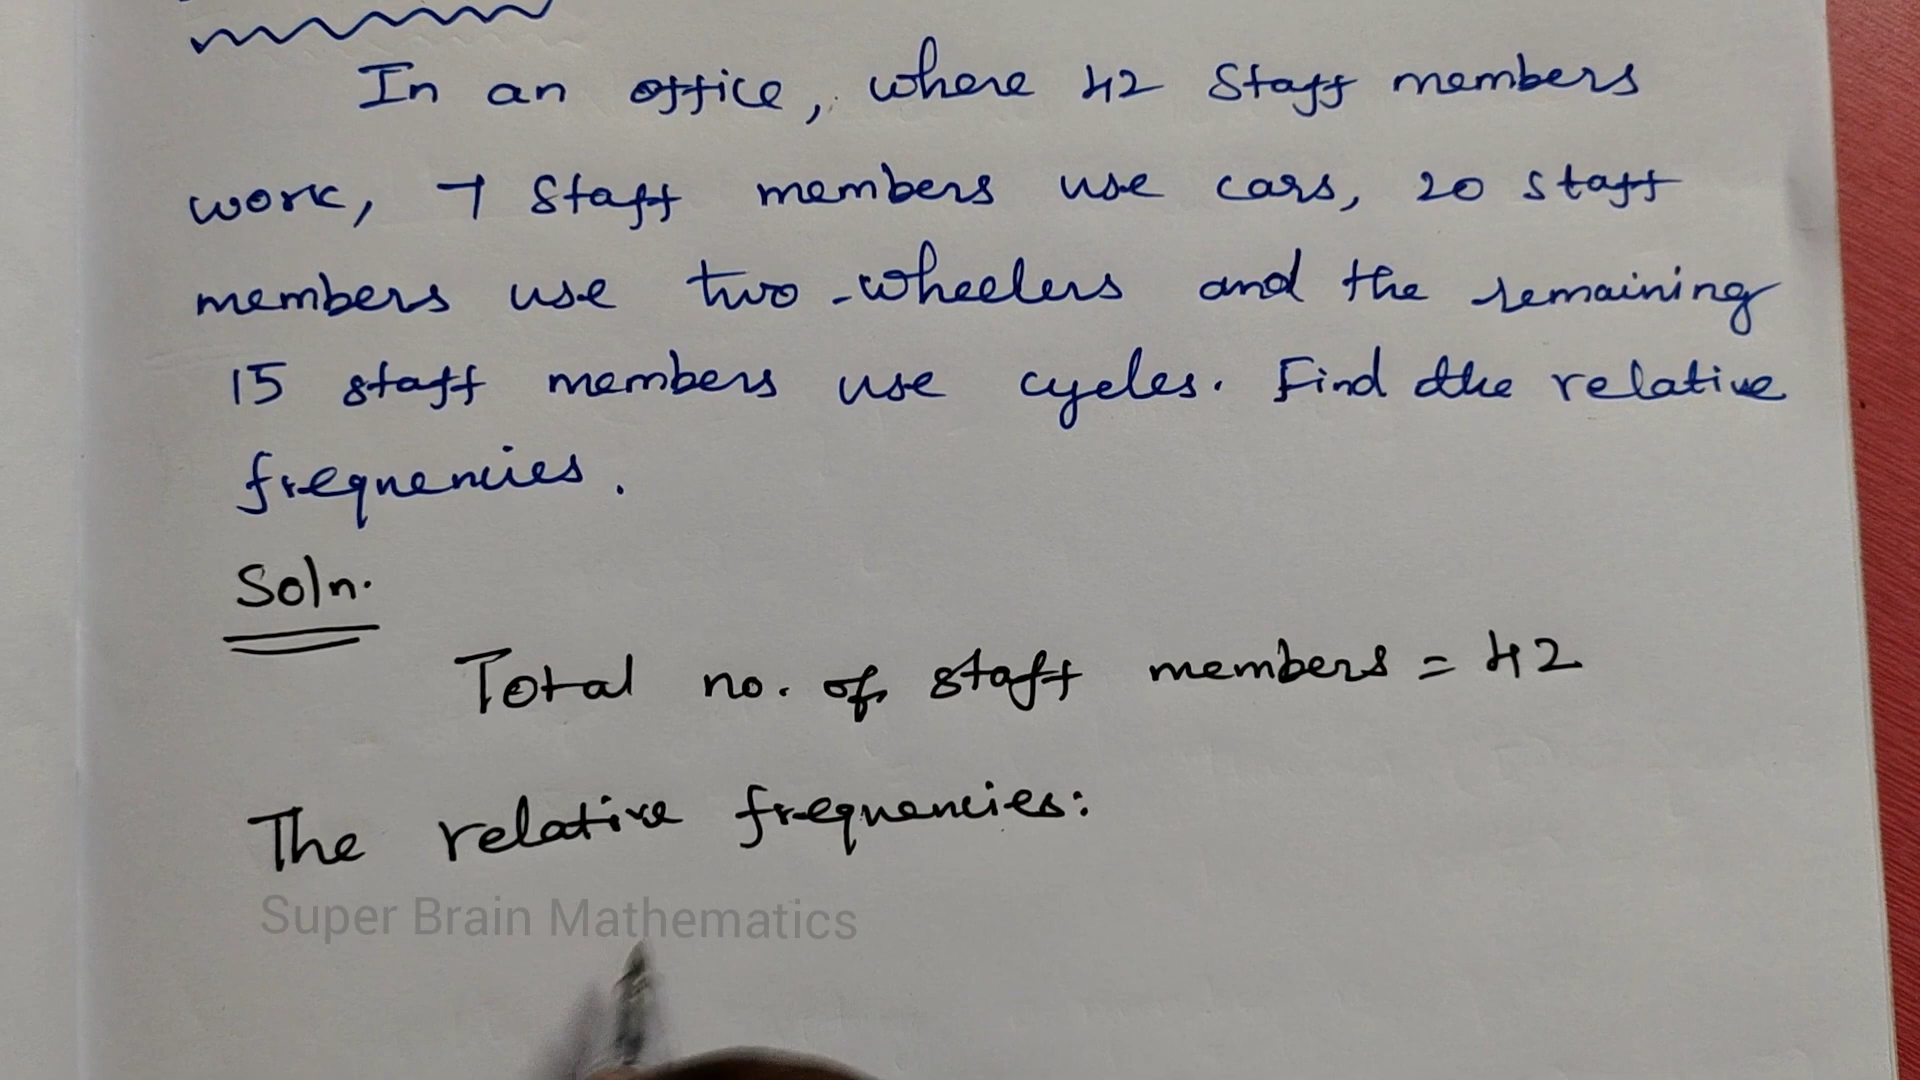 In an office, where 42 Staff members
work, 7 Staff members use cars, 20 staff
members use two-wheelers and the remaining
15 staff members use cycles. Find the relative
frequencies.
Soln.
Total no. of staff members = 42
The relative frequencies:
Super Brain Mathematics